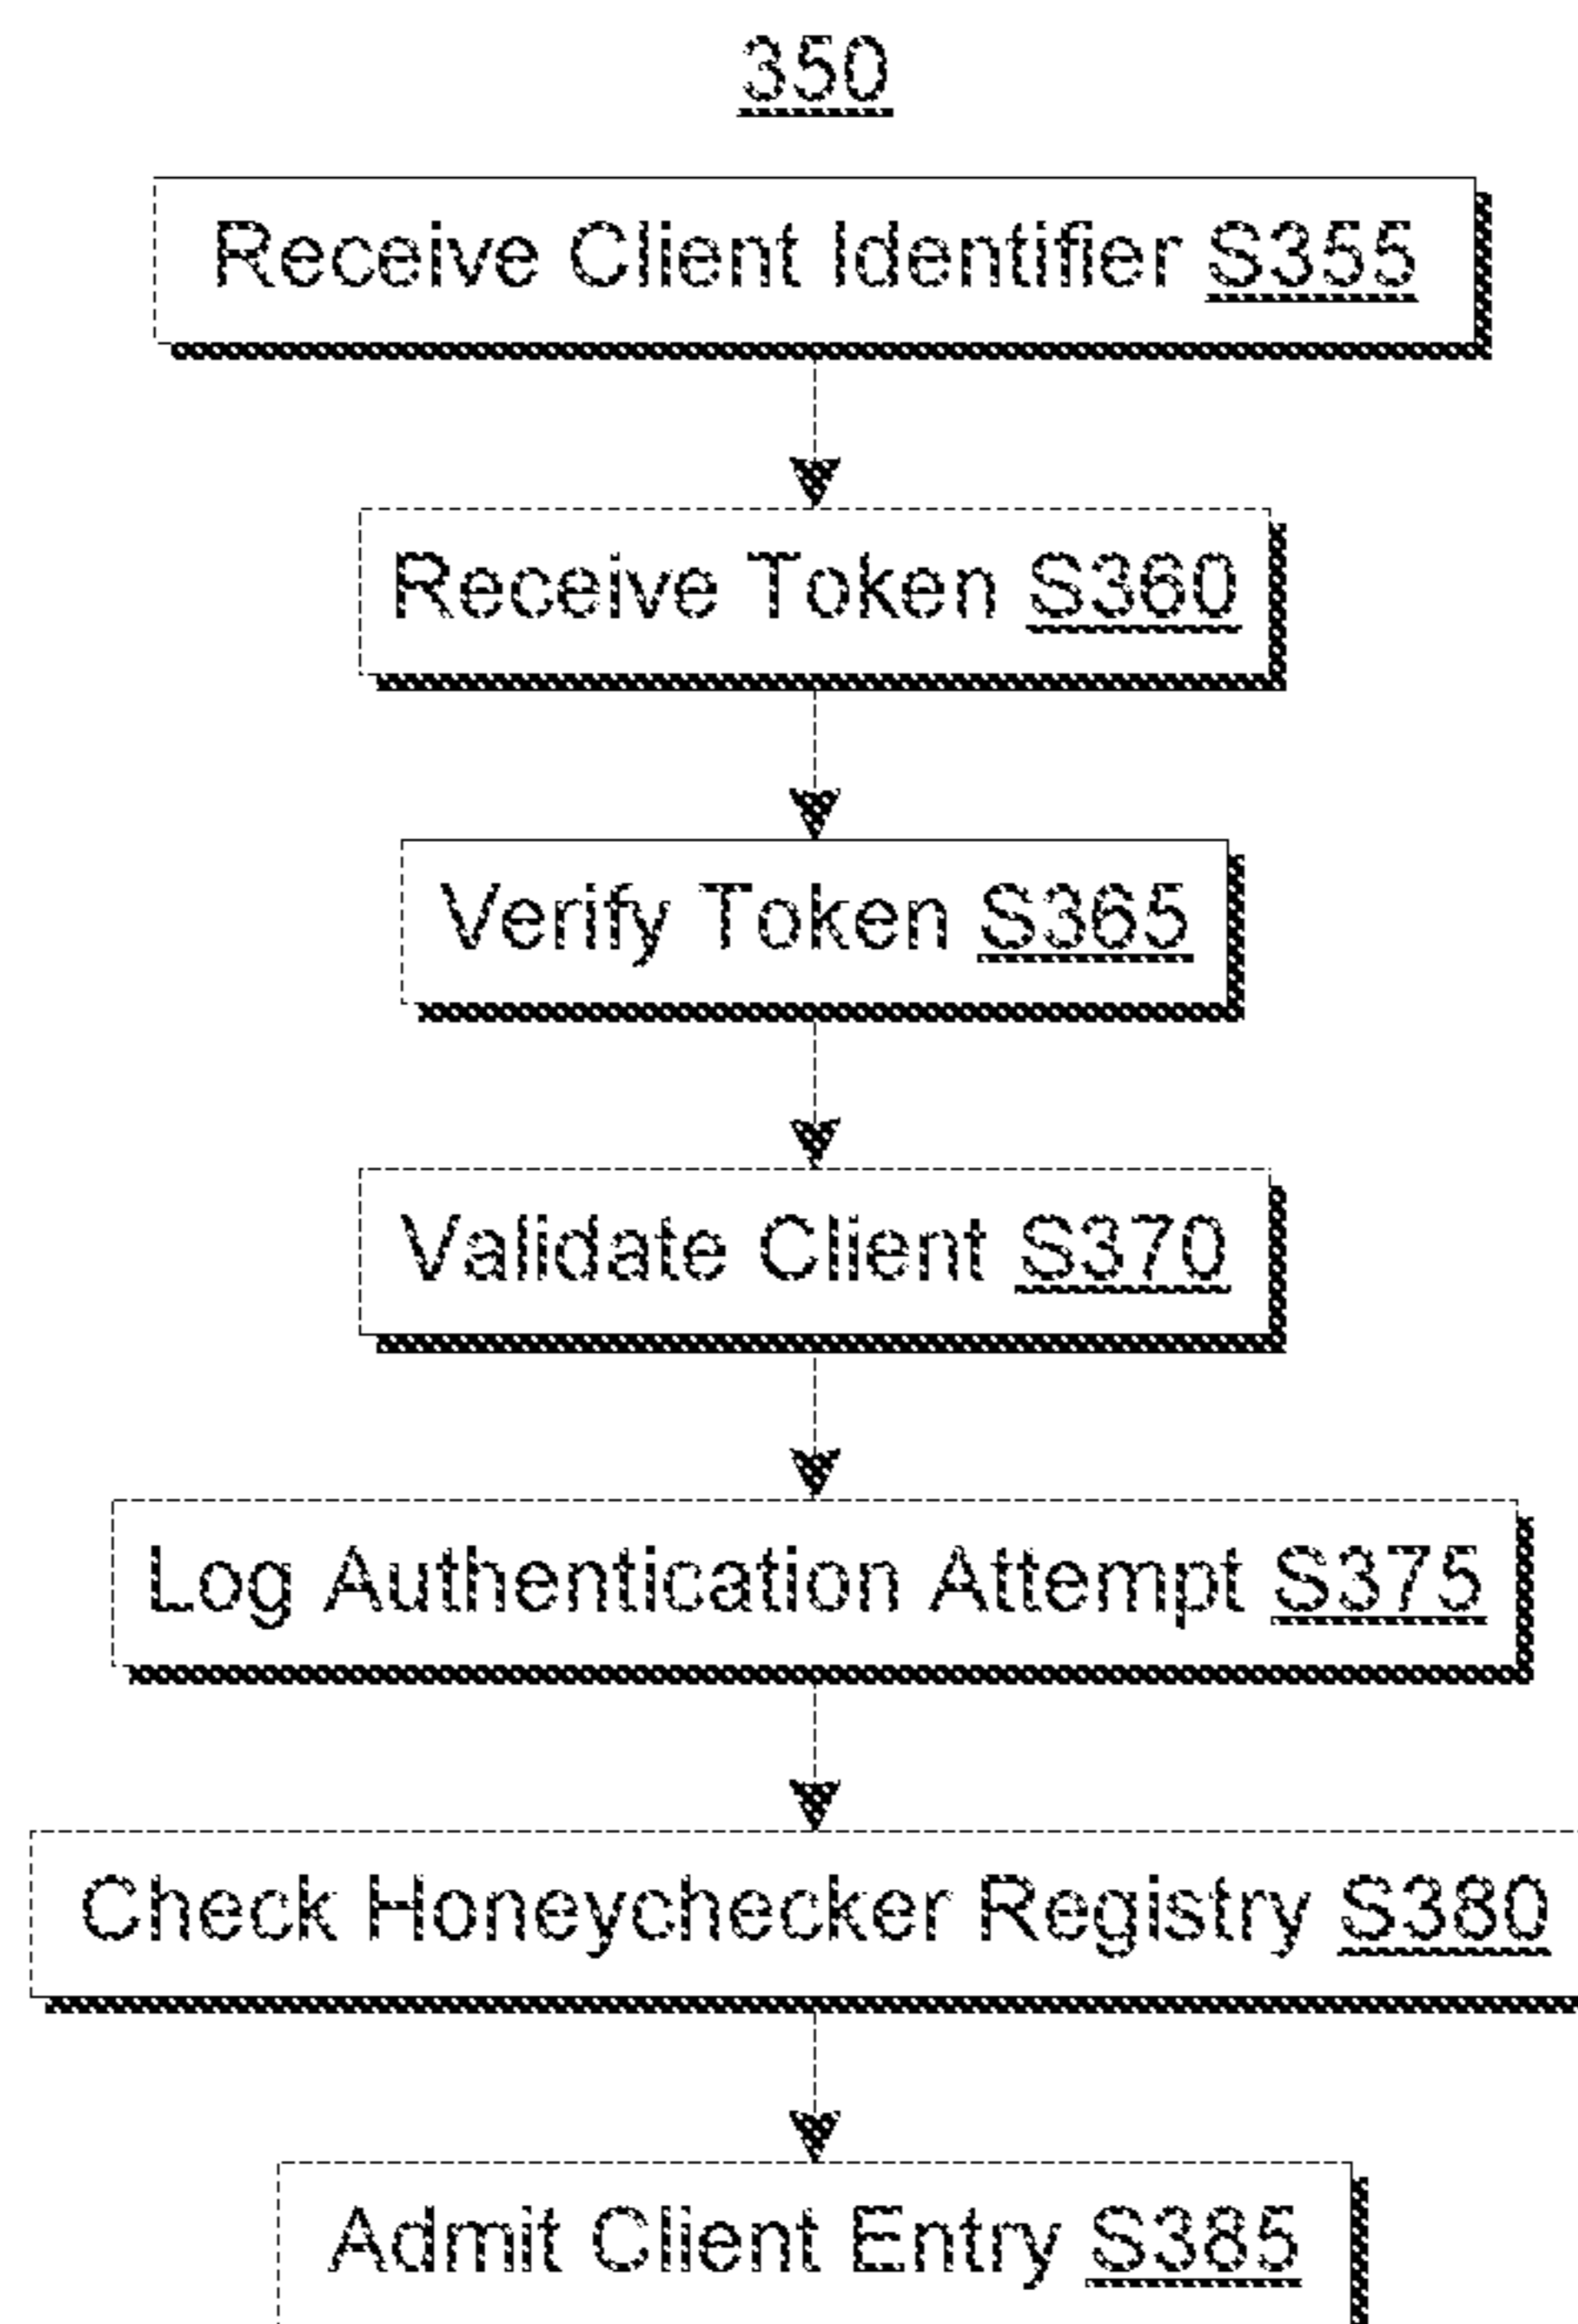 350
Receive Client Identifier S355
Receive Token S360
Verify Token S365
Validate Client S370
Log Authentication Attempt S375
Check Honeychecker Registry S380
Admit Client Entry S385